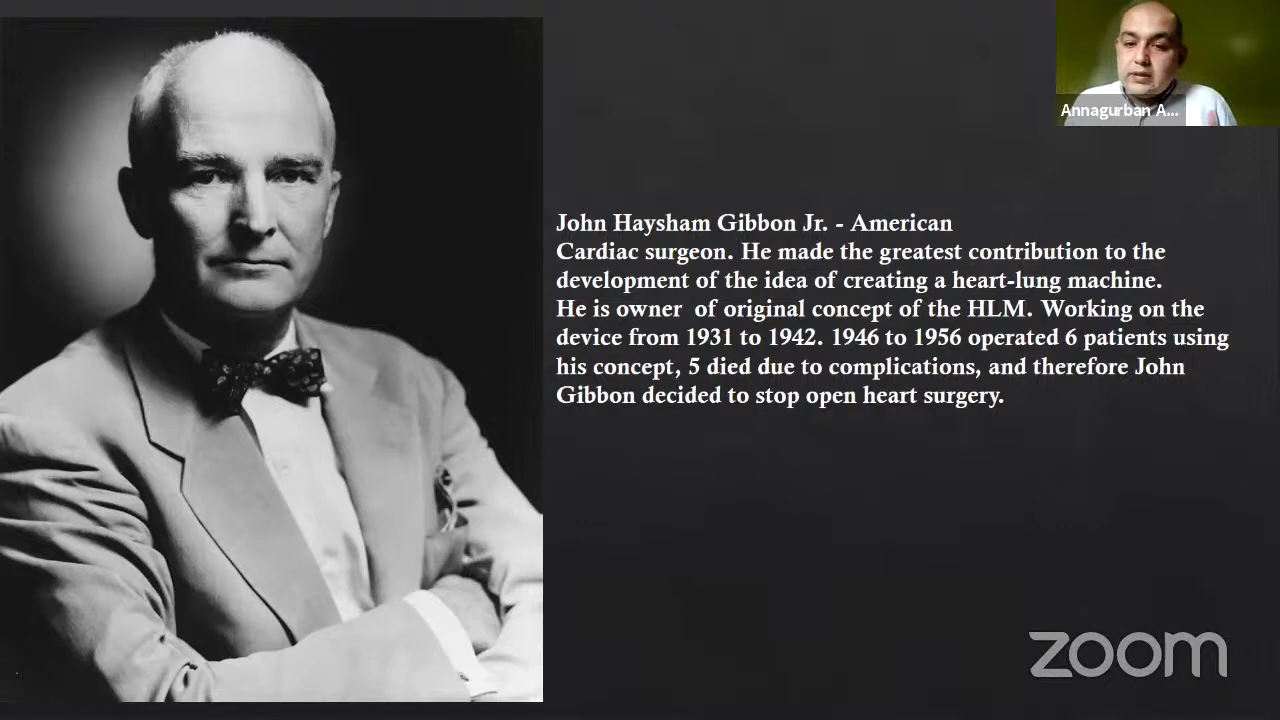 Annagurban A...
John Haysham Gibbon Jr. - American
Cardiac surgeon. He made the greatest contribution to the
development of the idea of creating a heart-lung machine.
He is owner  of original concept of the HLM. Working on the
device from 1931 to 1942. 1946 to 1956 operated 6 patients using
his concept, 5 died due to complications, and therefore John
Gibbon decided to stop open heart surgery.
zoom